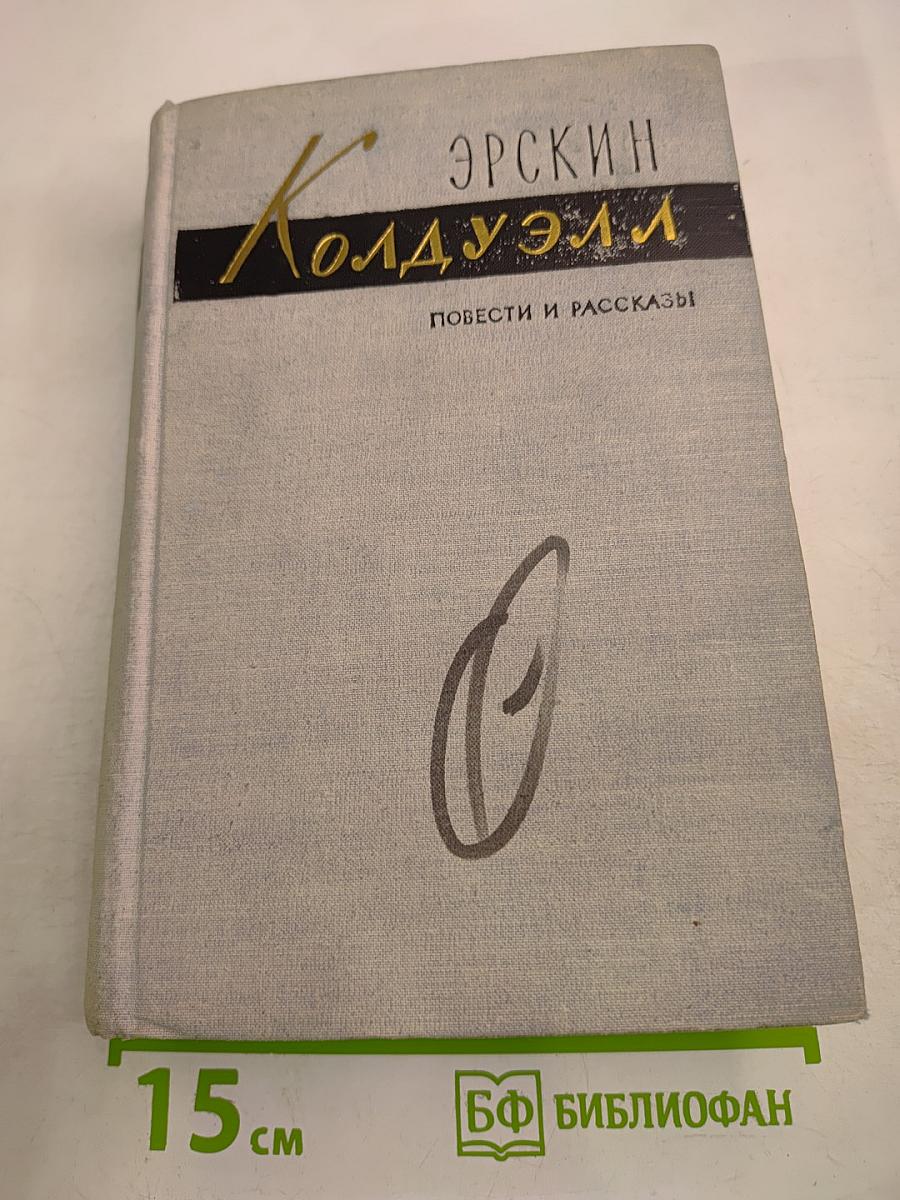 ЭРСКИН
КОЛДУЭЛЛ
ПОВЕСТИ И РАССКАЗЫ
15 см
БФ БИБЛИОФАН